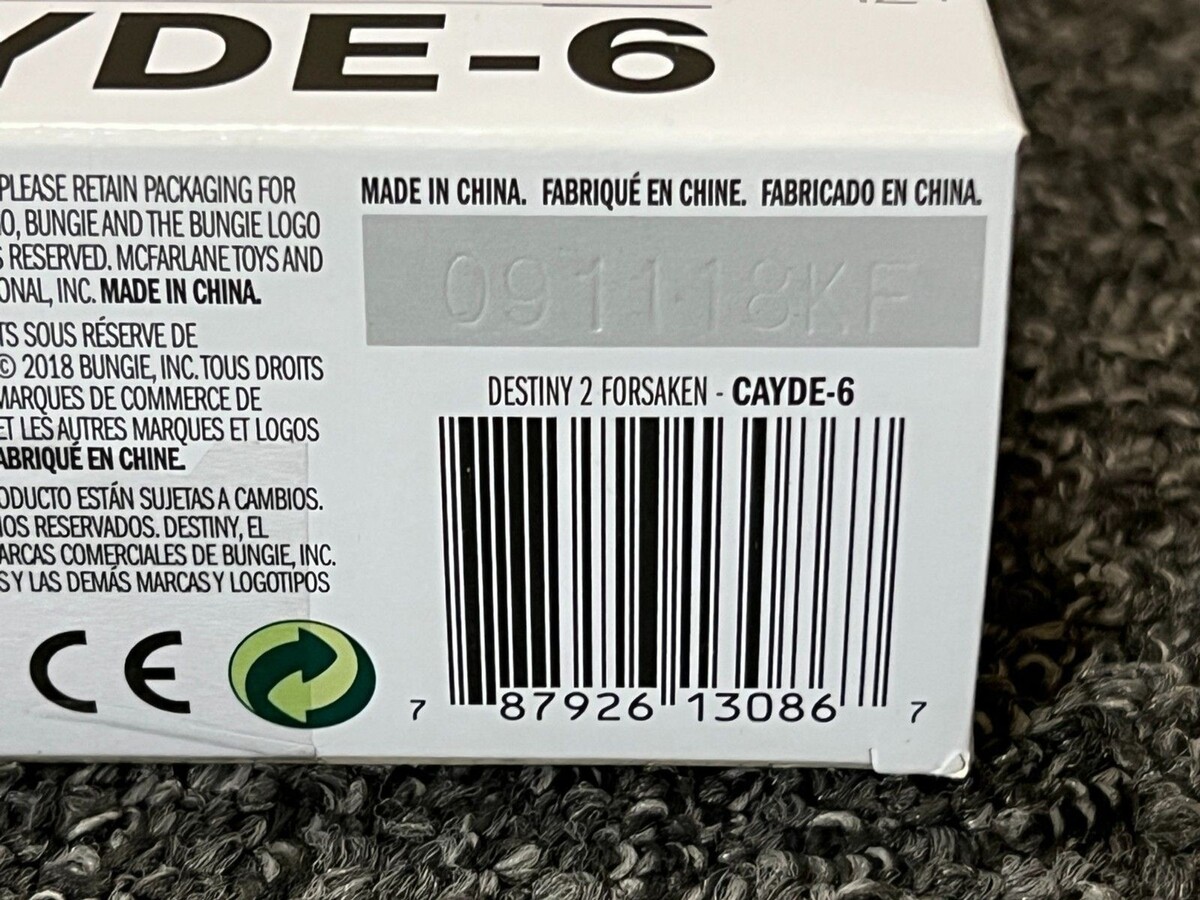 YDE-6
PLEASE RETAIN PACKAGING FOR
O, BUNGIE AND THE BUNGIE LOGO
S RESERVED. MCFARLANE TOYS AND
ONAL, INC. MADE IN CHINA.
TS SOUS RÉSERVE DE
© 2018 BUNGIE, INC. TOUS DROITS
MARQUES DE COMMERCE DE
ET LES AUTRES MARQUES ET LOGOS
ABRIQUÉ EN CHINE.
ODUCTO ESTÁN SUJETAS A CAMBIOS.
OS RESERVADOS. DESTINY, EL
ARCAS COMERCIALES DE BUNGIE, INC.
S Y LAS DEMÁS MARCAS Y LOGOTIPOS
CE
MADE IN CHINA. FABRIQUÉ EN CHINE. FABRICADO EN CHINA.
091118KF
DESTINY 2 FORSAKEN - CAYDE-6
7 87926 13086 7